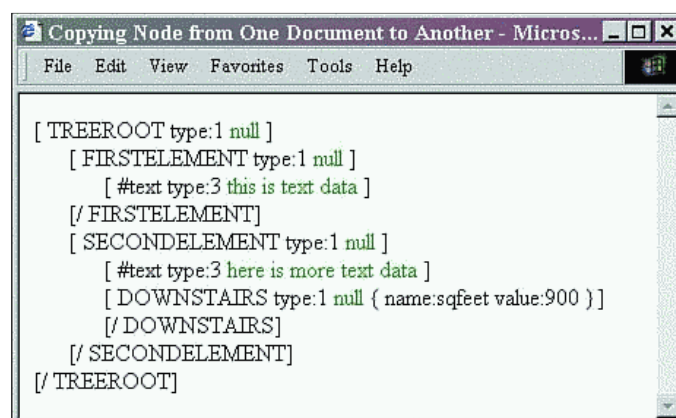 Copying Node from One Document to Another - Micros...
File Edit View Favorites Tools Help
[ TREEROOT type:1 null ]
[ FIRSTELEMENT type:1 null ]
[ #text type:3 this is text data ]
[/ FIRSTELEMENT]
[ SECONDELEMENT type:1 null ]
[ #text type:3 here is more text data ]
[ DOWNSTAIRS type:1 null { name:sqfeet value:900 } ]
[/ DOWNSTAIRS]
[/ SECONDELEMENT]
[/ TREEROOT]